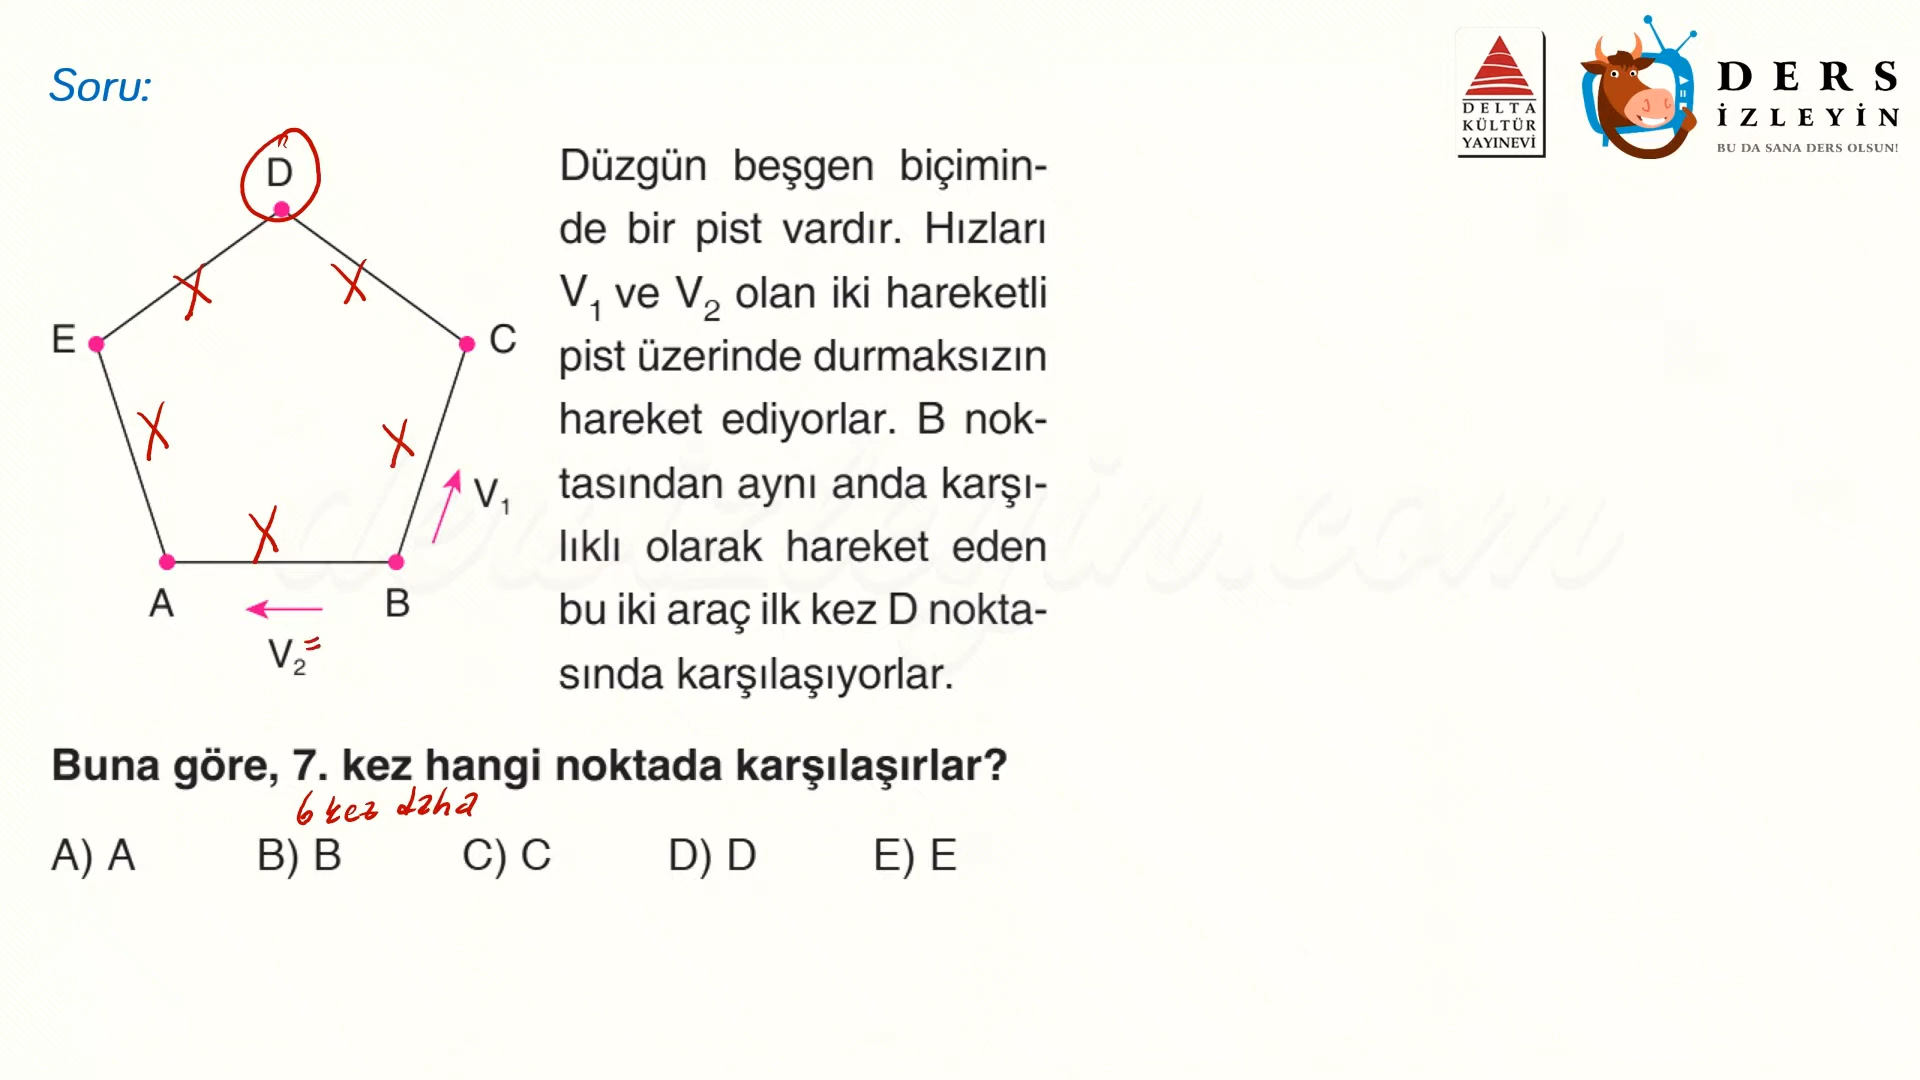 Soru:
DELTA
KÜLTÜR
YAYINEVİ
DERS
İZLEYİN
BU DA SANA DERS OLSUN!
D
E
C
A
B
V1
V2 =
X
X
X
X
X
Düzgün beşgen biçimin-
de bir pist vardır. Hızları
V1 ve V2 olan iki hareketli
pist üzerinde durmaksızın
hareket ediyorlar. B nok-
tasından aynı anda karşı-
lıklı olarak hareket eden
bu iki araç ilk kez D nokta-
sında karşılaşıyorlar.
Buna göre, 7. kez hangi noktada karşılaşırlar?
6 kez daha
A) A B) B C) C D) D E) E
dersizleyin.com